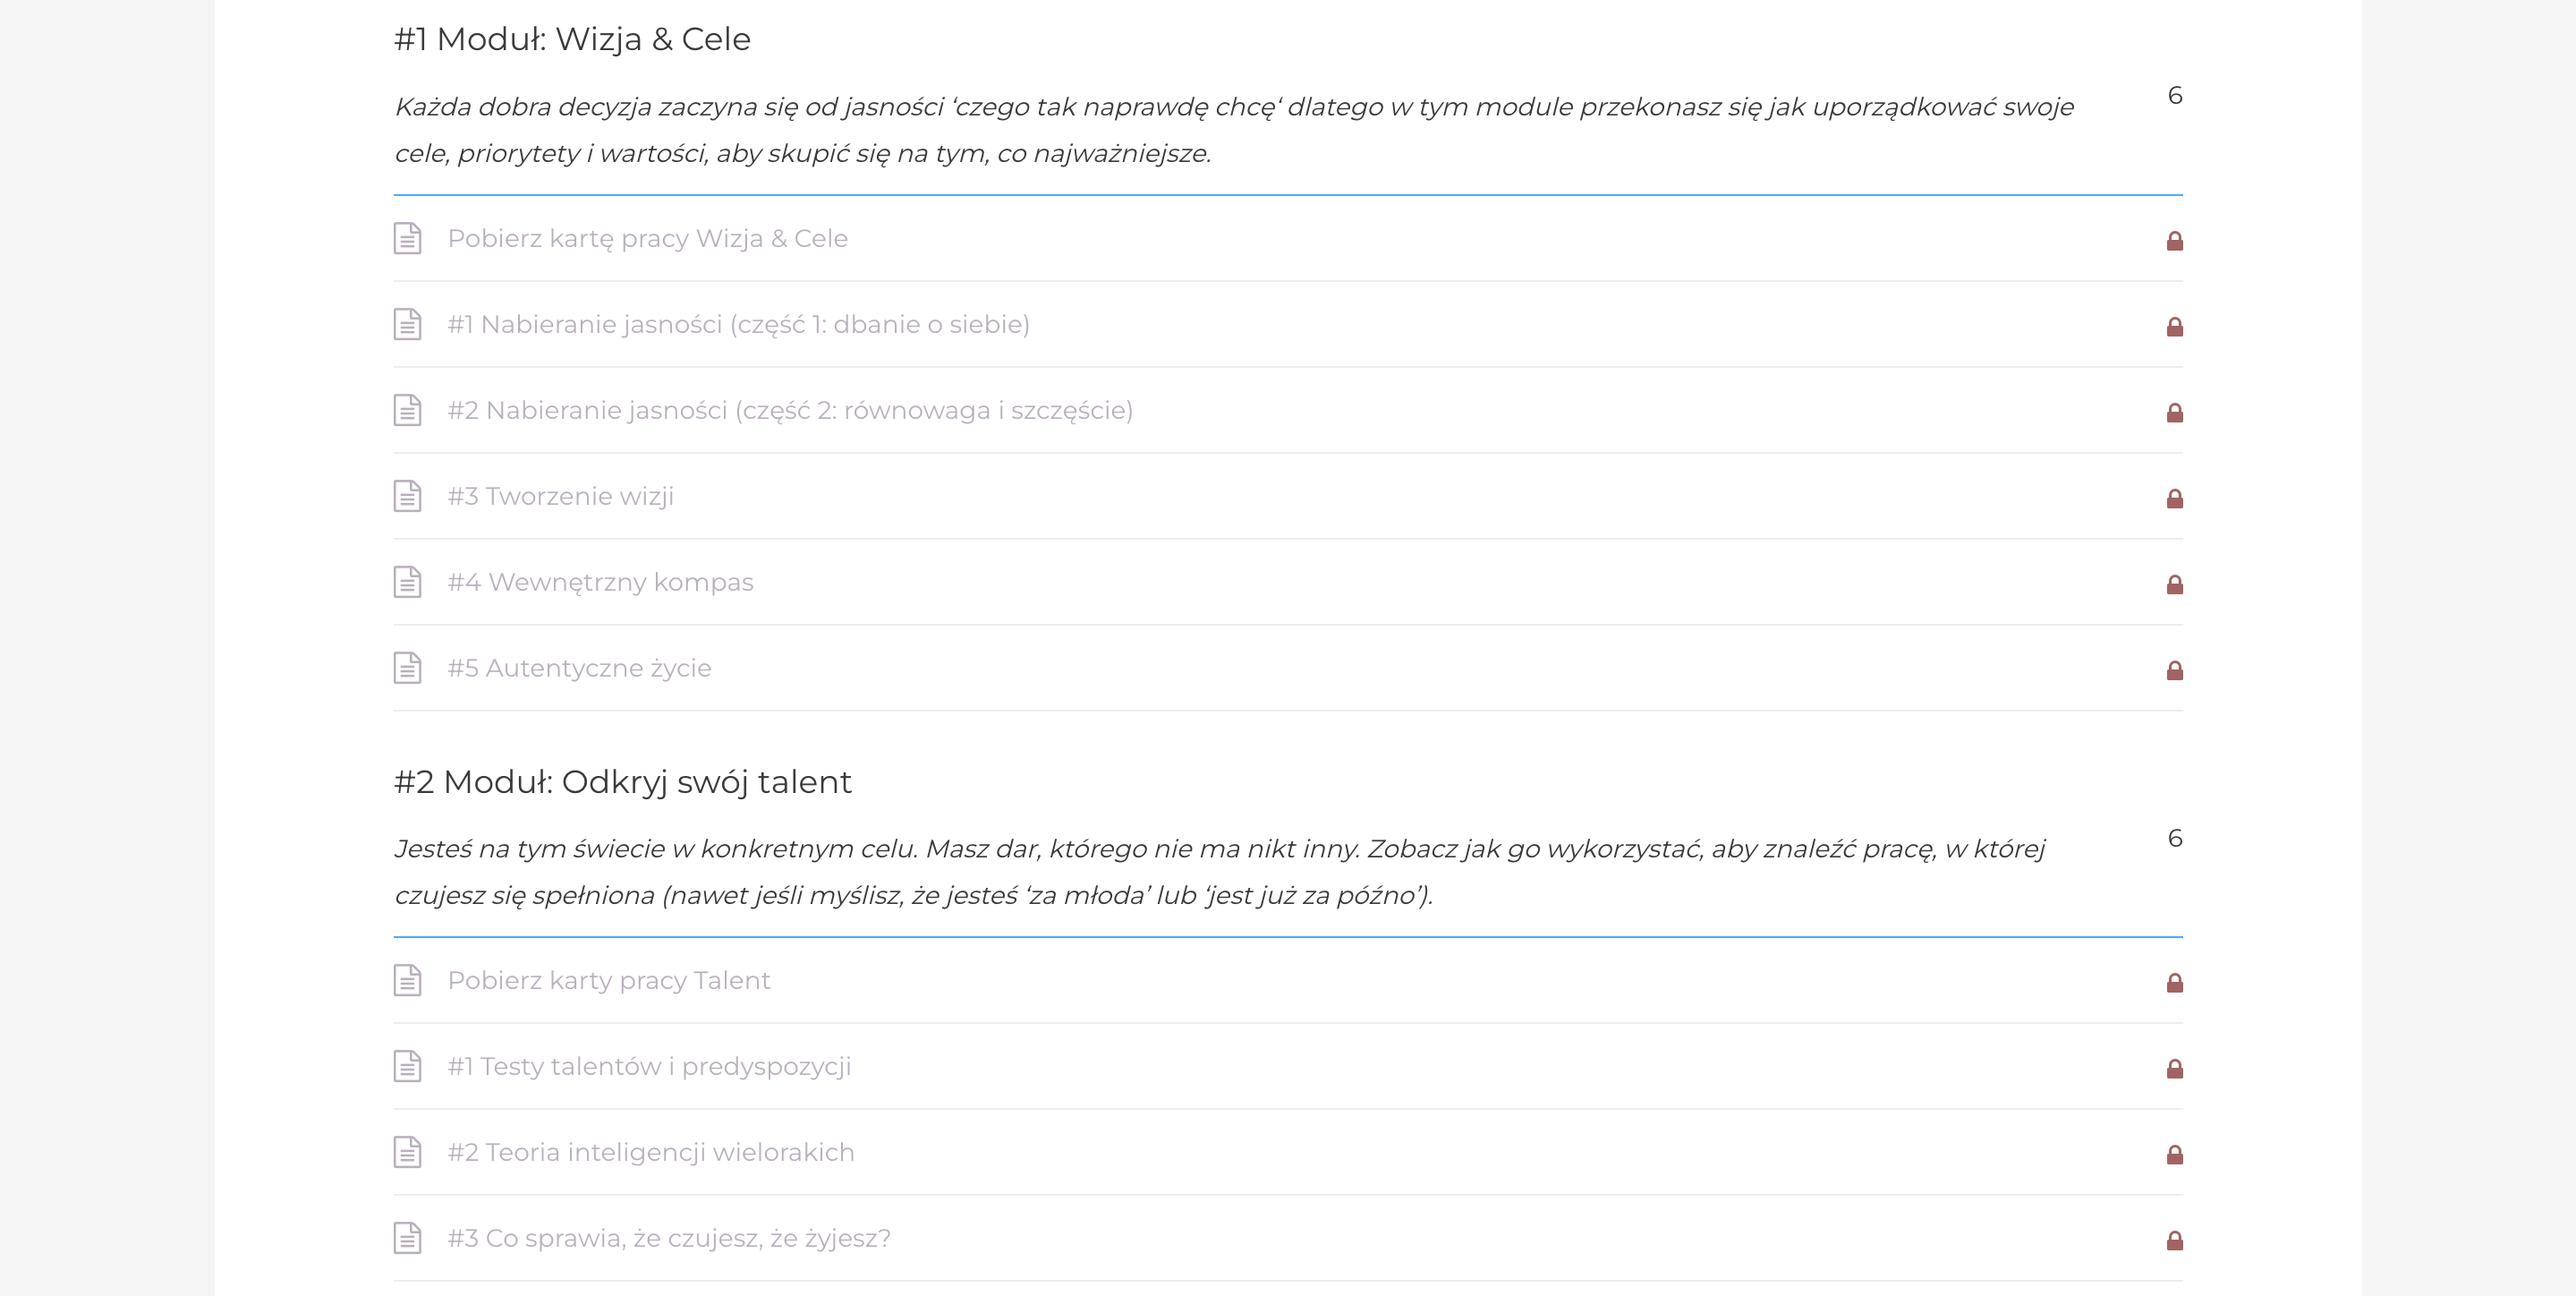 #1 Moduł: Wizja & Cele
Każda dobra decyzja zaczyna się od jasności ‘czego tak naprawdę chcę‘ dlatego w tym module przekonasz się jak uporządkować swoje
cele, priorytety i wartości, aby skupić się na tym, co najważniejsze.
6
Pobierz kartę pracy Wizja & Cele
#1 Nabieranie jasności (część 1: dbanie o siebie)
#2 Nabieranie jasności (część 2: równowaga i szczęście)
#3 Tworzenie wizji
#4 Wewnętrzny kompas
#5 Autentyczne życie
#2 Moduł: Odkryj swój talent
Jesteś na tym świecie w konkretnym celu. Masz dar, którego nie ma nikt inny. Zobacz jak go wykorzystać, aby znaleźć pracę, w której
czujesz się spełniona (nawet jeśli myślisz, że jesteś ‘za młoda’ lub ‘jest już za późno’).
6
Pobierz karty pracy Talent
#1 Testy talentów i predyspozycji
#2 Teoria inteligencji wielorakich
#3 Co sprawia, że czujesz, że żyjesz?